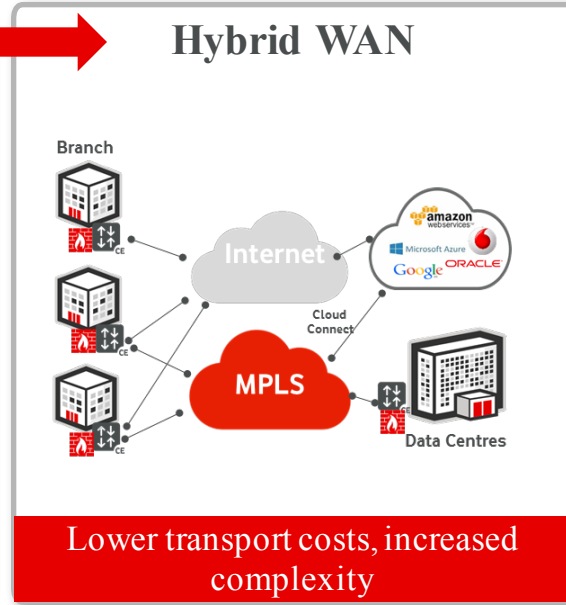 Hybrid WAN
Branch
CE
Internet
amazon
webservices™
Microsoft Azure
Google
ORACLE
CE
Cloud
Connect
MPLS
CE
CE
Data Centres
Lower transport costs, increased
complexity